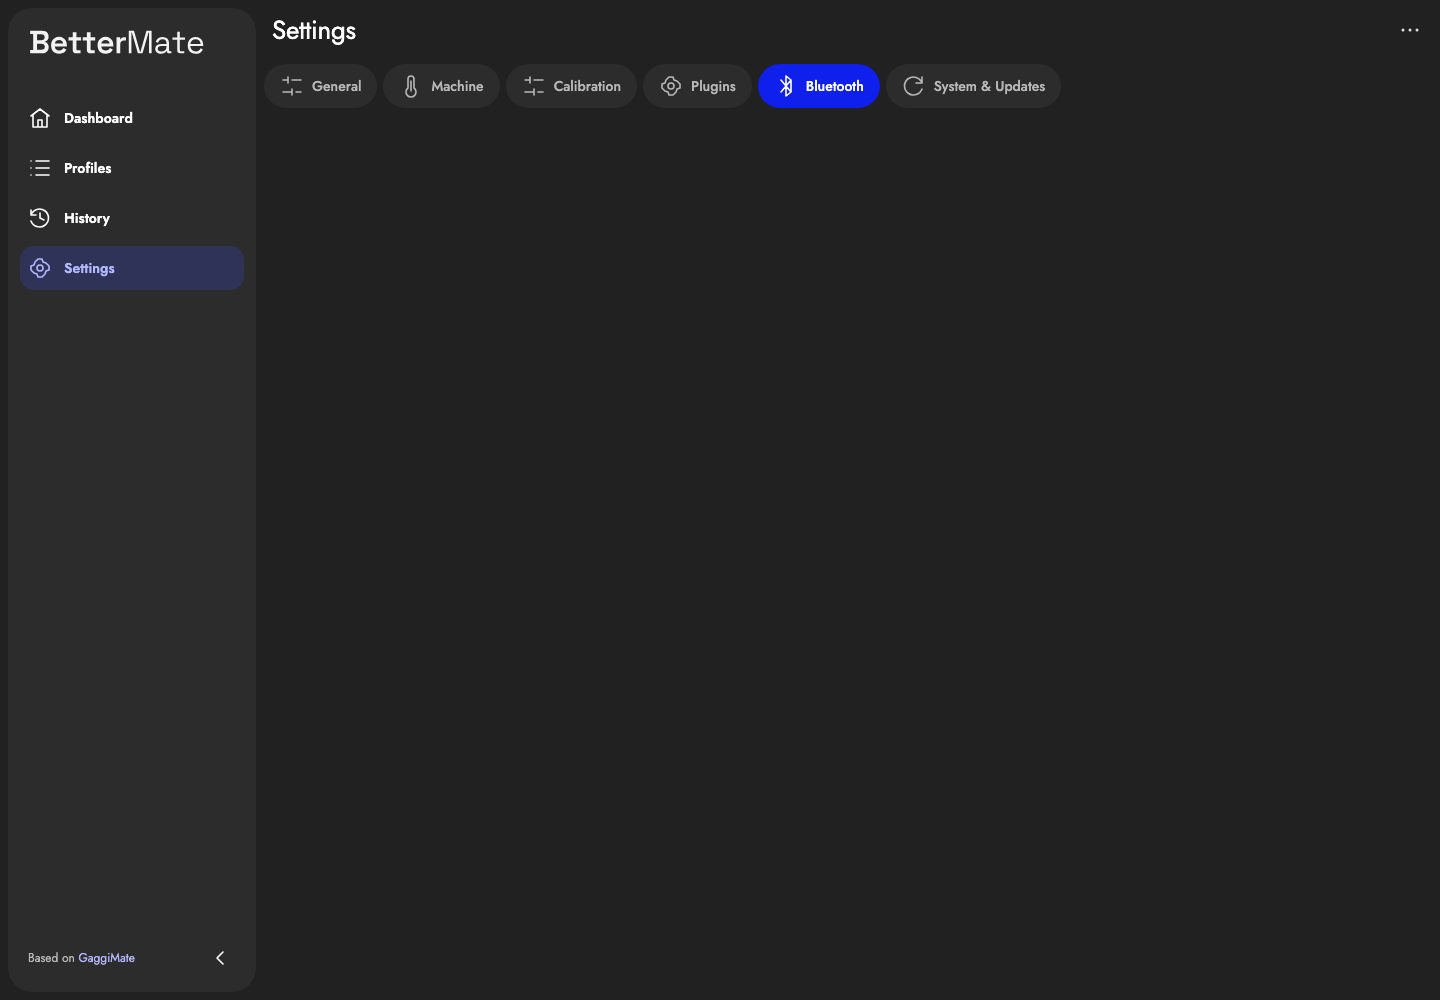 BetterMate
Settings
General
Machine
Calibration
Plugins
Bluetooth
System & Updates
Dashboard
Profiles
History
Settings
Based on GaggiMate